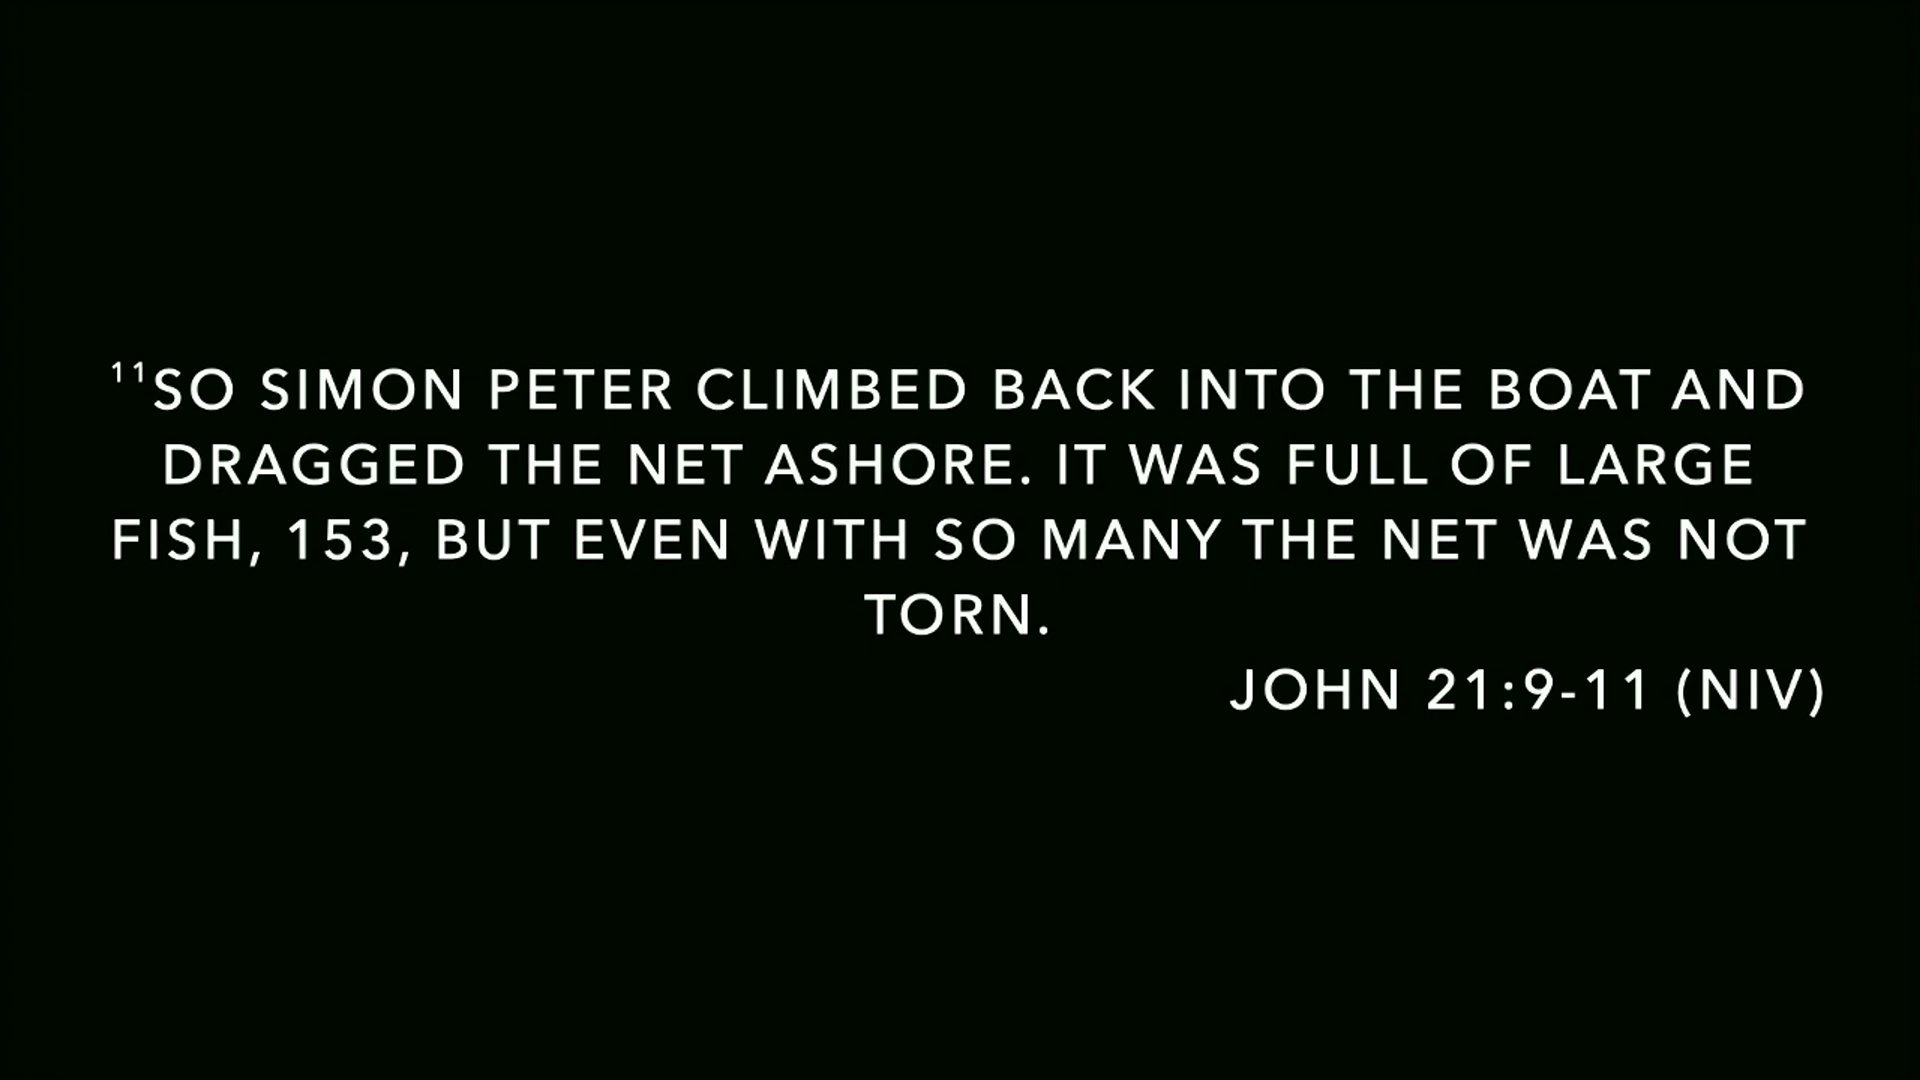 ¹¹SO SIMON PETER CLIMBED BACK INTO THE BOAT AND
DRAGGED THE NET ASHORE. IT WAS FULL OF LARGE
FISH, 153, BUT EVEN WITH SO MANY THE NET WAS NOT
TORN.
JOHN 21:9-11 (NIV)